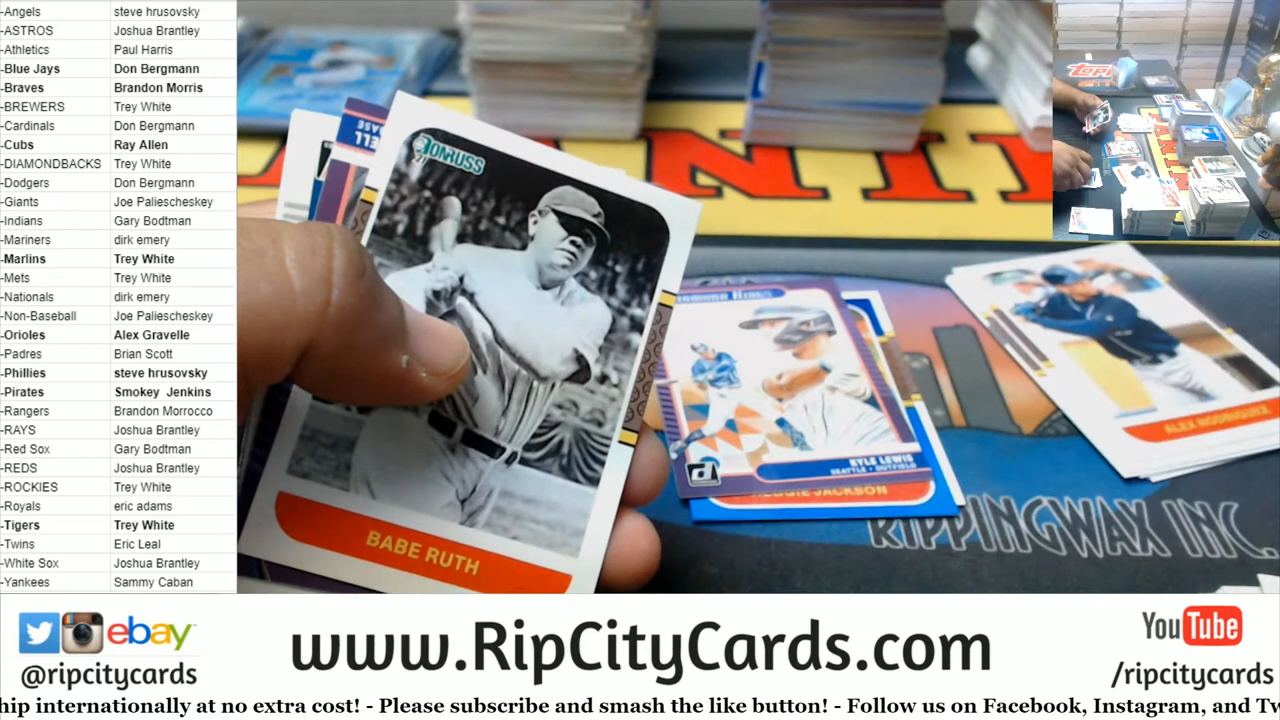 -Angels steve hrusovsky
-ASTROS Joshua Brantley
-Athletics Paul Harris
-Blue Jays Don Bergmann
-Braves Brandon Morris
-BREWERS Trey White
-Cardinals Don Bergmann
-Cubs Ray Allen
-DIAMONDBACKS Trey White
-Dodgers Don Bergmann
-Giants Joe Paliescheskey
-Indians Gary Bodtman
-Mariners dirk emery
-Marlins Trey White
-Mets Trey White
-Nationals dirk emery
-Non-Baseball Joe Paliescheskey
-Orioles Alex Gravelle
-Padres Brian Scott
-Phillies steve hrusovsky
-Pirates Smokey Jenkins
-Rangers Brandon Morrocco
-RAYS Joshua Brantley
-Red Sox Gary Bodtman
-REDS Joshua Brantley
-ROCKIES Trey White
-Royals eric adams
-Tigers Trey White
-Twins Eric Leal
-White Sox Joshua Brantley
-Yankees Sammy Caban
DONRUSS
BABE RUTH
KYLE LEWIS
SEATTLE • OUTFIELD
REGGIE JACKSON
ALEX RODRIGUEZ
RIPPINGWAX INC.
ebay
@ripcitycards
www.RipCityCards.com
YouTube
/ripcitycards
hip internationally at no extra cost! - Please subscribe and smash the like button! - Follow us on Facebook, Instagram, and Tw